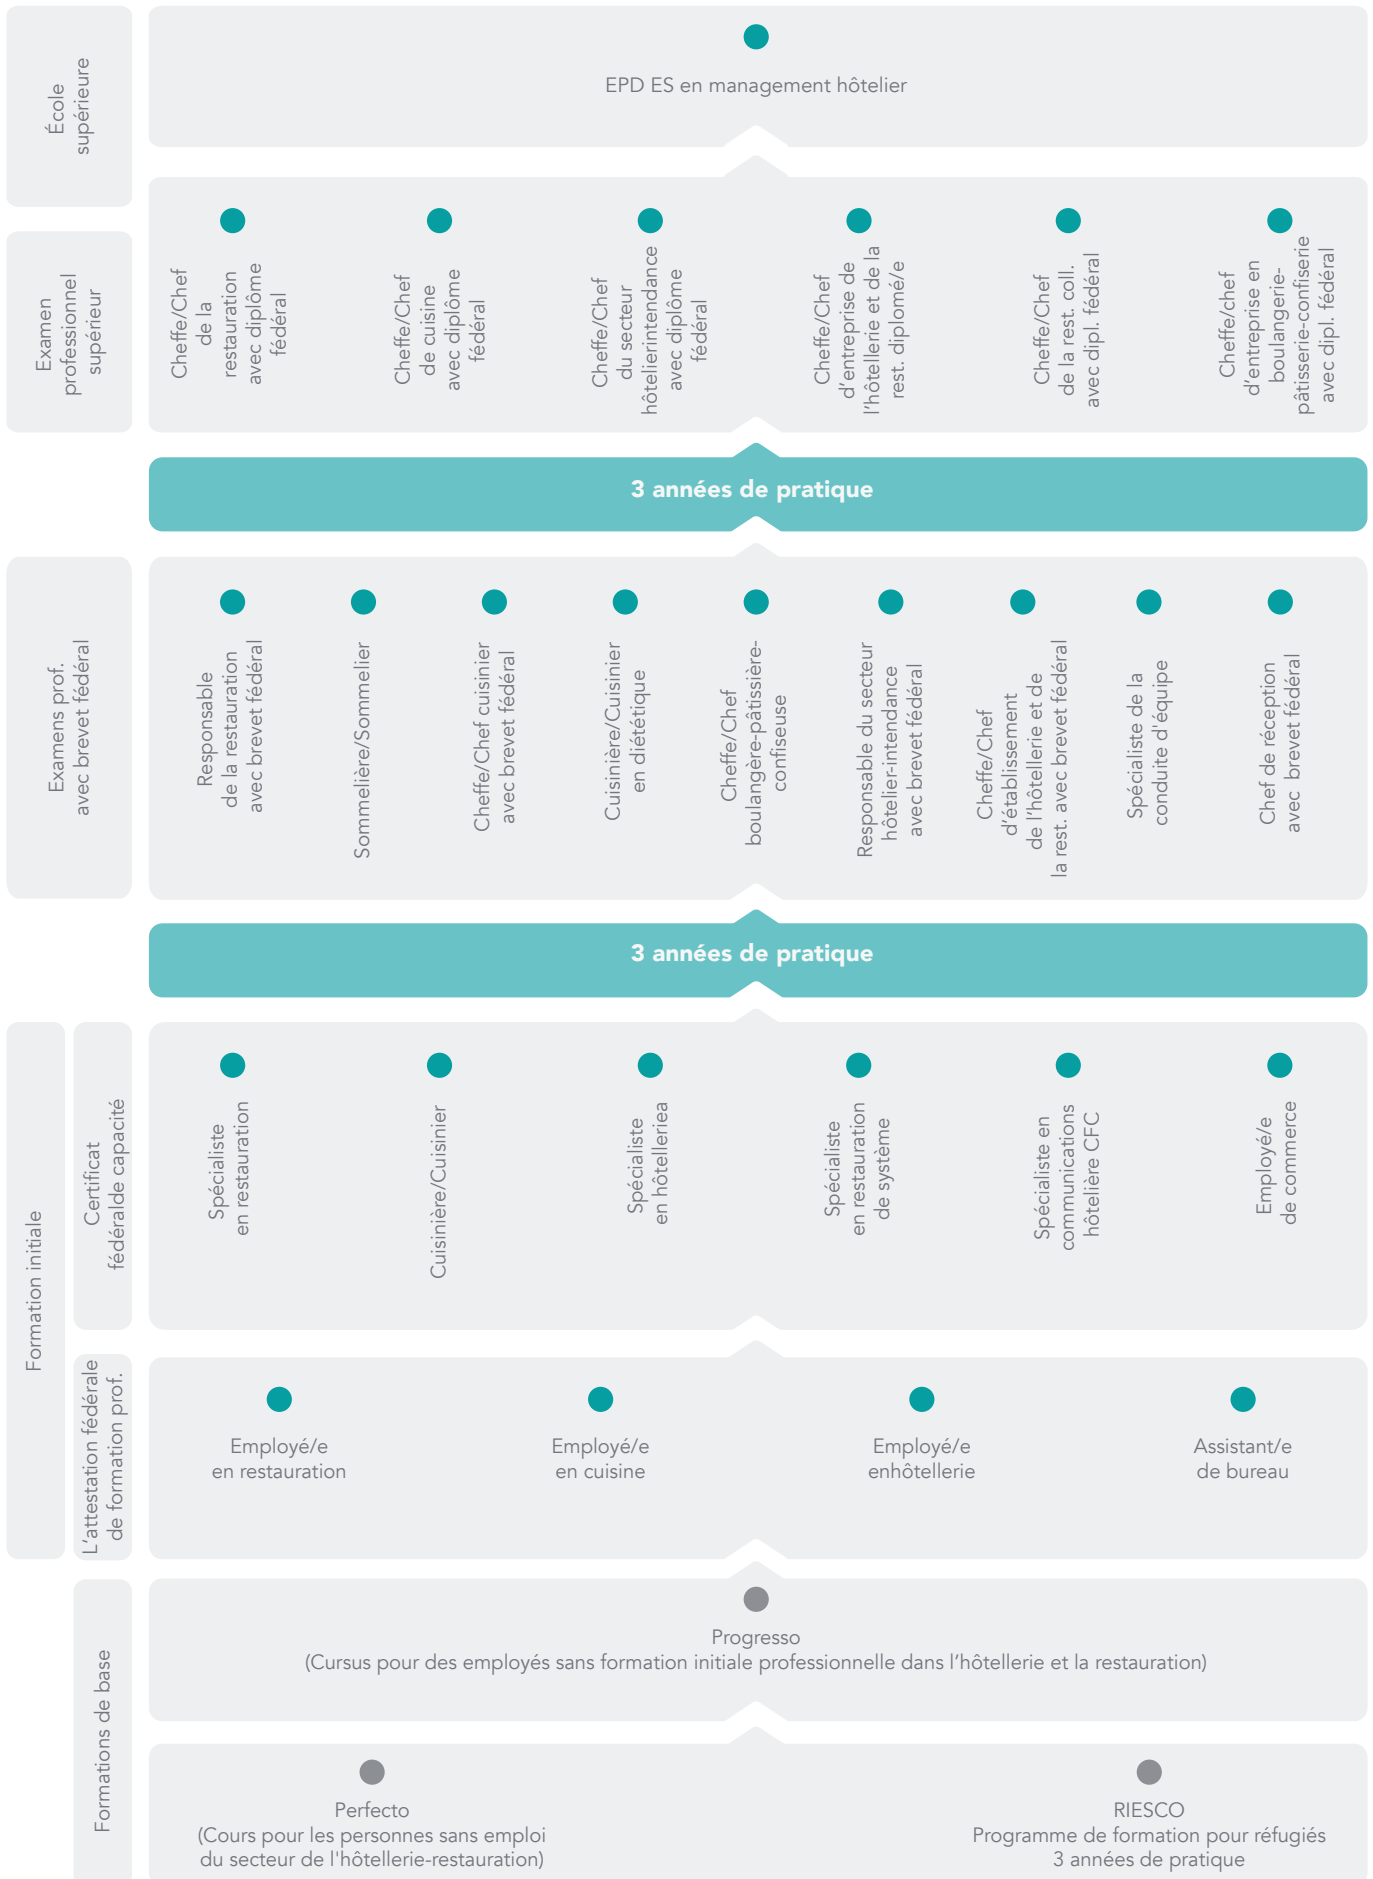 École
supérieure
EPD ES en management hôtelier
Examen
professionnel
supérieur
Cheffe/Chef
de la
restauration
avec diplôme
fédéral
Cheffe/Chef
de cuisine
avec diplôme
fédéral
Cheffe/Chef
du secteur
hôtelierintendance
avec diplôme
fédéral
Cheffe/Chef
d’entreprise de
l’hôtellerie et de la
rest. diplomé/e
Cheffe/Chef
de la rest. coll.
avec dipl. fédéral
Cheffe/chef
d’entreprise en
boulangerie-
pâtisserie-confiserie
avec dipl. fédéral
3 années de pratique
Examens prof.
avec brevet fédéral
Responsable
de la restauration
avec brevet fédéral
Sommelière/Sommelier
Cheffe/Chef cuisinier
avec brevet fédéral
Cuisinière/Cuisinier
en diététique
Cheffe/Chef
boulangère-pâtissière-
confiseuse
Responsable du secteur
hôtelier-intendance
avec brevet fédéral
Cheffe/Chef
d’établissement
de l’hôtellerie et de
la rest. avec brevet fédéral
Spécialiste de la
conduite d'équipe
Chef de réception
avec brevet fédéral
3 années de pratique
Formation initiale
Certificat
fédéralde capacité
Spécialiste
en restauration
Cuisinière/Cuisinier
Spécialiste
en hôtelleriea
Spécialiste
en restauration
de système
Spécialiste en
communications
hôtelière CFC
Employé/e
de commerce
L’attestation fédérale
de formation prof.
Employé/e
en restauration
Employé/e
en cuisine
Employé/e
enhôtellerie
Assistant/e
de bureau
Formations de base
Progresso
(Cursus pour des employés sans formation initiale professionnelle dans l’hôtellerie et la restauration)
Perfecto
(Cours pour les personnes sans emploi
du secteur de l'hôtellerie-restauration)
RIESCO
Programme de formation pour réfugiés
3 années de pratique